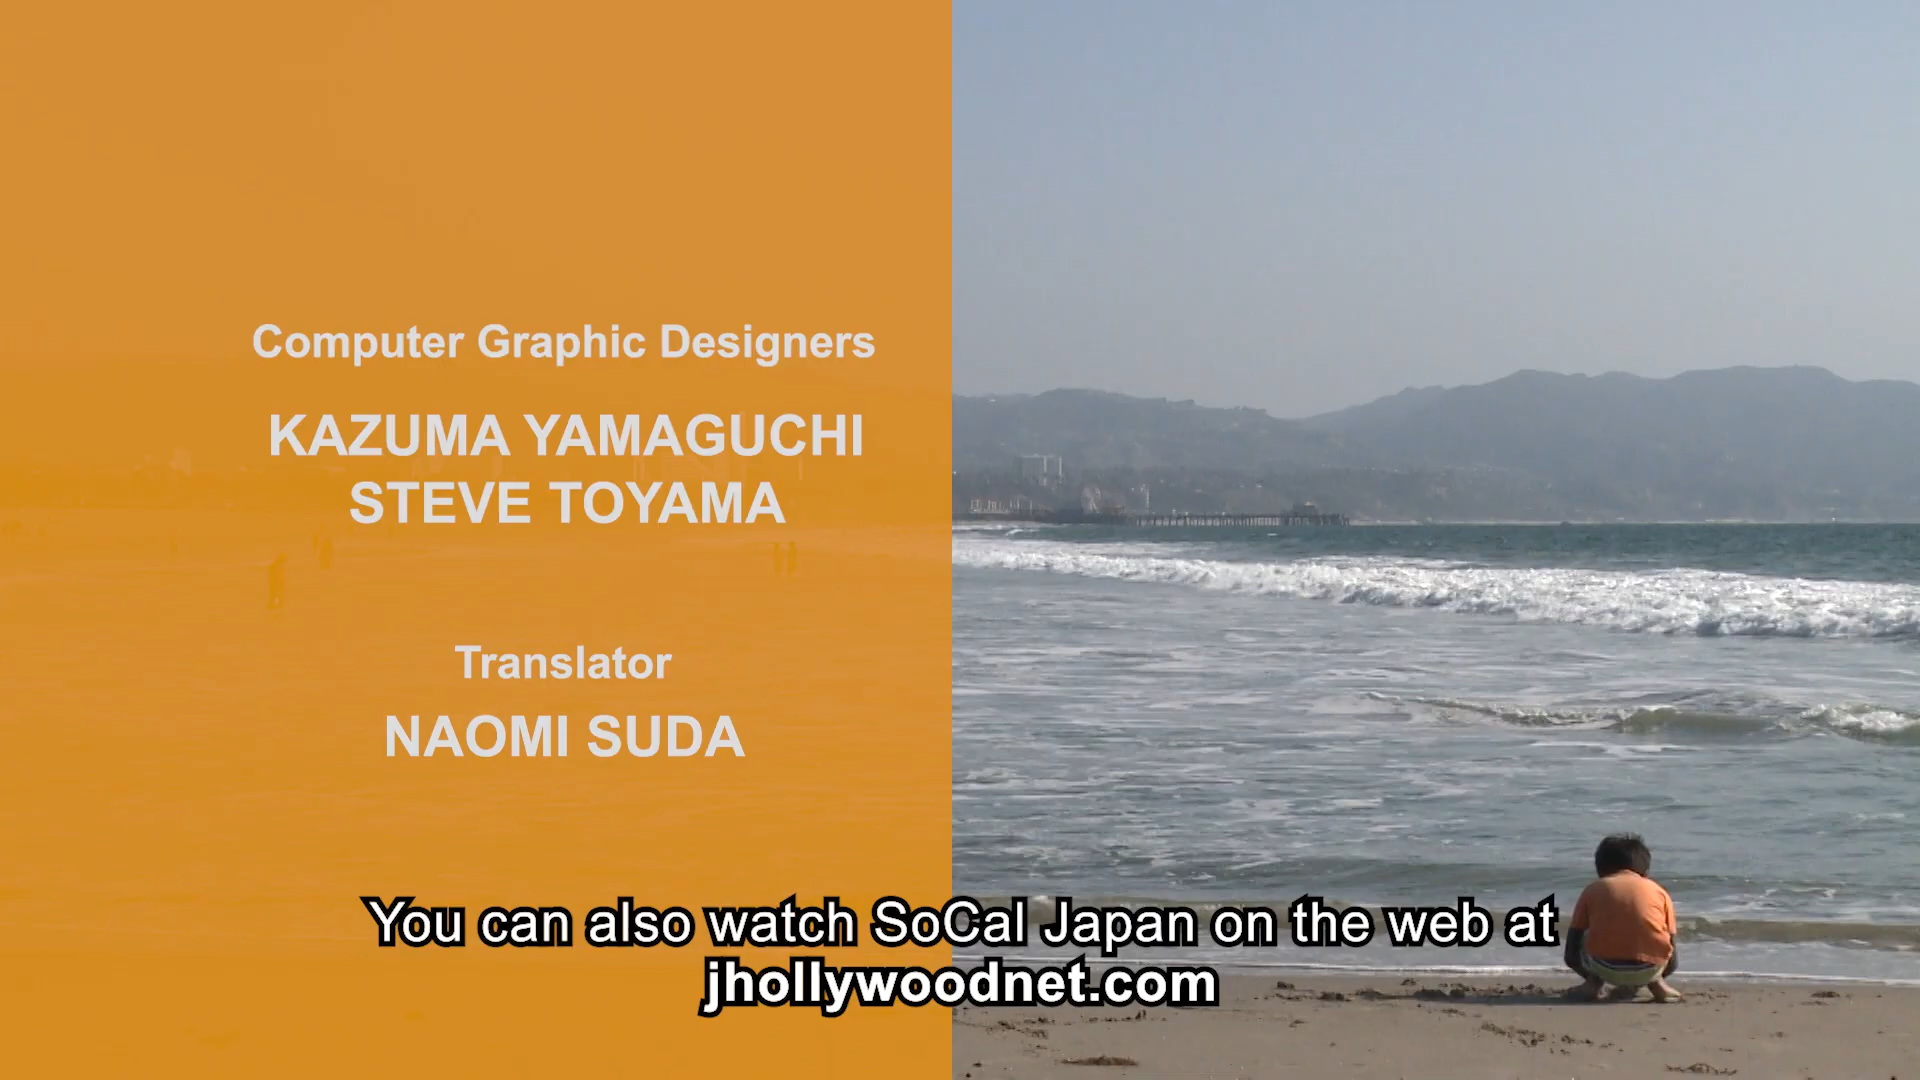 Computer Graphic Designers
KAZUMA YAMAGUCHI
STEVE TOYAMA
Translator
NAOMI SUDA
You can also watch SoCal Japan on the web at
jhollywoodnet.com